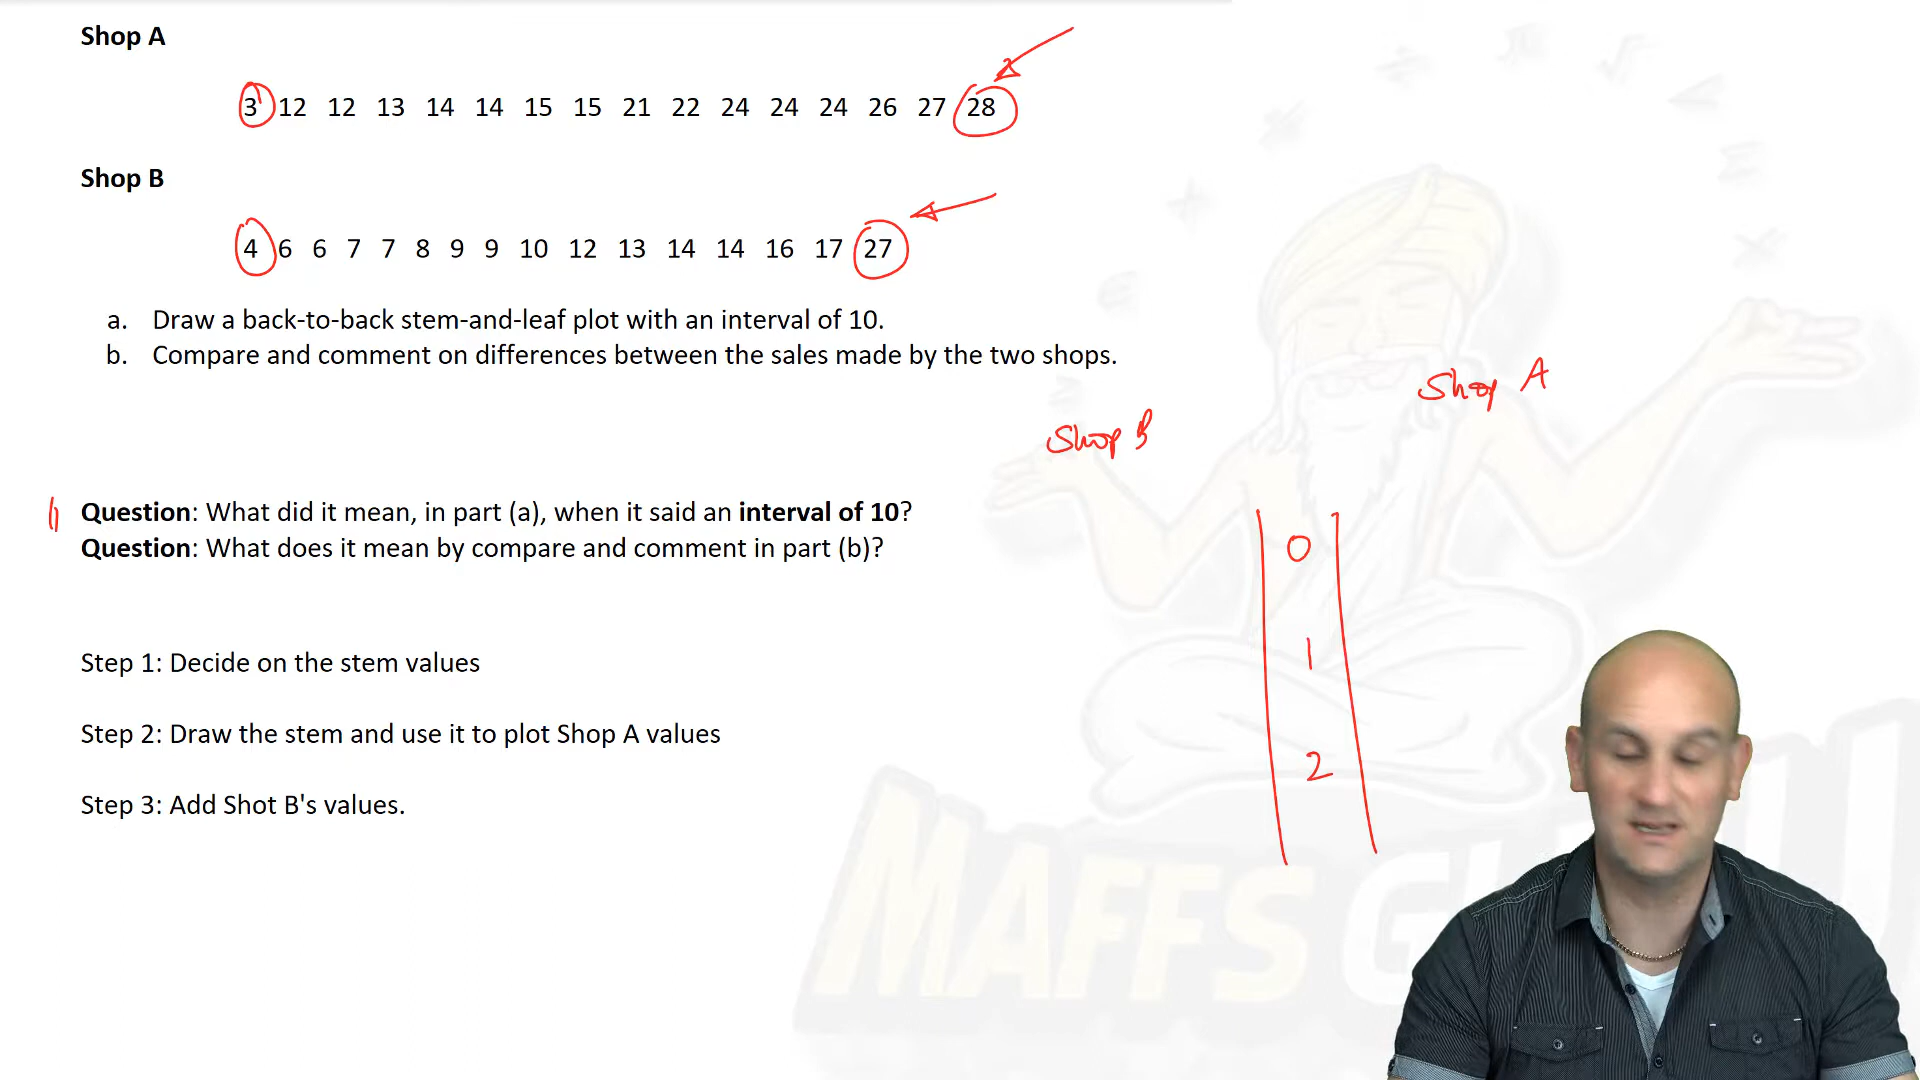 Shop A
3 12 12 13 14 14 15 15 21 22 24 24 24 26 27 28
Shop B
4 6 6 7 7 8 9 9 10 12 13 14 14 16 17 27
a. Draw a back-to-back stem-and-leaf plot with an interval of 10.
b. Compare and comment on differences between the sales made by the two shops.
Shop A
Shop B
Question: What did it mean, in part (a), when it said an interval of 10?
Question: What does it mean by compare and comment in part (b)?
0
1
2
Step 1: Decide on the stem values
Step 2: Draw the stem and use it to plot Shop A values
Step 3: Add Shot B's values.
MAFFS G U